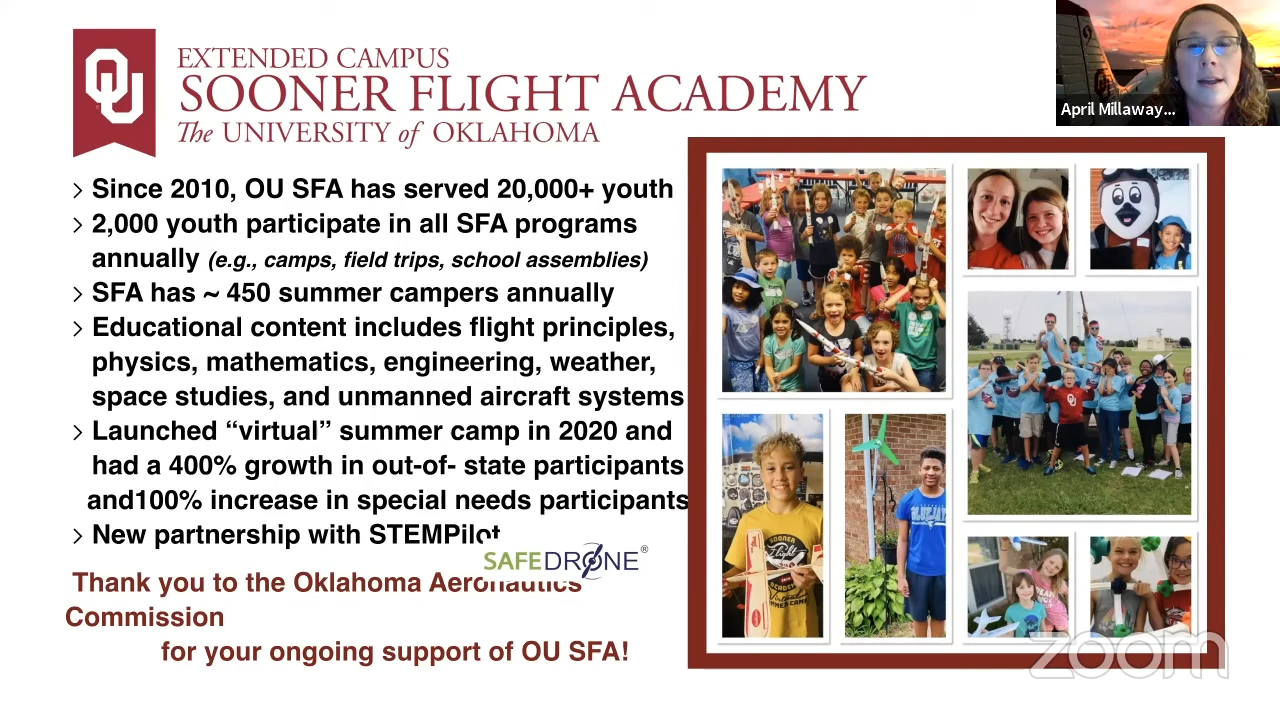 EXTENDED CAMPUS
SOONER FLIGHT ACADEMY
The UNIVERSITY of OKLAHOMA
April Millaway...
Since 2010, OU SFA has served 20,000+ youth
2,000 youth participate in all SFA programs
annually (e.g., camps, field trips, school assemblies)
SFA has ~ 450 summer campers annually
Educational content includes flight principles,
physics, mathematics, engineering, weather,
space studies, and unmanned aircraft systems
Launched “virtual” summer camp in 2020 and
had a 400% growth in out-of- state participants
and100% increase in special needs participants
New partnership with STEMPilot
SAFEDRONE®
Thank you to the Oklahoma Aeronautics
Commission
for your ongoing support of OU SFA!
SOONER
Flight
BLUEJAYS
zoom